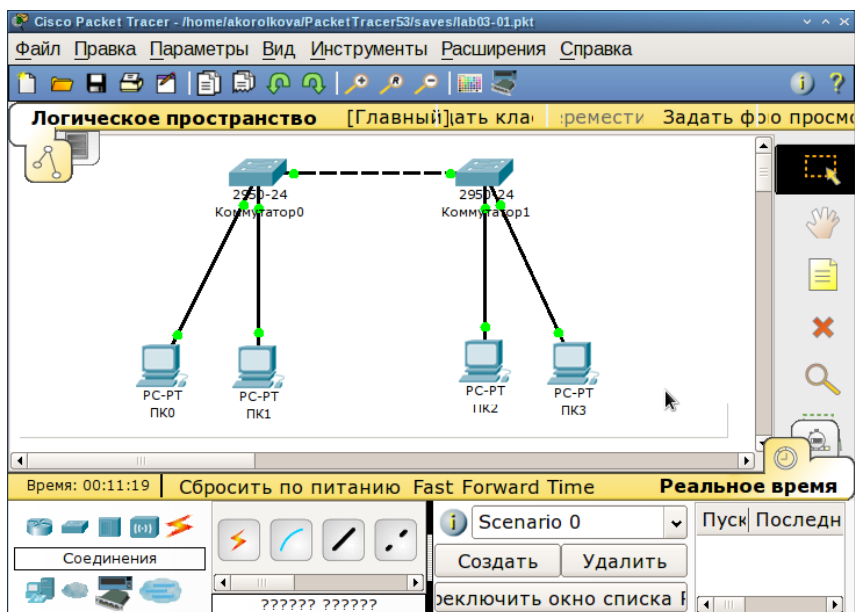 Cisco Packet Tracer - /home/akorolkova/PacketTracer53/saves/lab03-01.pkt
Файл Правка Параметры Вид Инструменты Расширения Справка
Логическое пространство [Главный] дать кла ремести Задать фо о просмо
2950-24
Коммутатор0
2950-24
Коммутатор1
PC-PT
ПК0
PC-PT
ПК1
PC-PT
ПК2
PC-PT
ПК3
Время: 00:11:19 Сбросить по питанию Fast Forward Time Реальное время
Соединения
?????? ??????
Scenario 0
Создать Удалить
реключить окно списка P
Пуск Последн